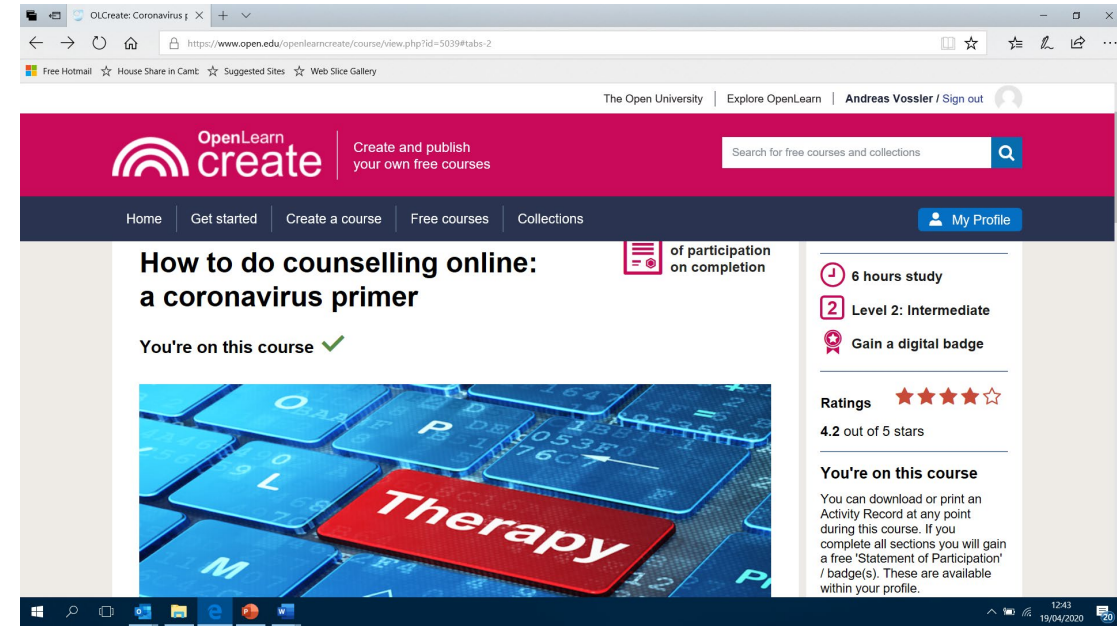 OLCreate: Coronavirus p
https://www.open.edu/openlearncreate/course/view.php?id=5039#tabs-2
Free Hotmail House Share in Camb: Suggested Sites Web Slice Gallery
The Open University Explore OpenLearn Andreas Vossler / Sign out
OpenLearn
create
Create and publish
your own free courses
Search for free courses and collections
Home Get started Create a course Free courses Collections
My Profile
How to do counselling online:
a coronavirus primer
You're on this course
of participation
on completion
6 hours study
2 Level 2: Intermediate
Gain a digital badge
Ratings
4.2 out of 5 stars
You're on this course
You can download or print an
Activity Record at any point
during this course. If you
complete all sections you will gain
a free 'Statement of Participation'
/ badge(s). These are available
within your profile.
O
P
L
Therapy
M
12:43
19/04/2020
20